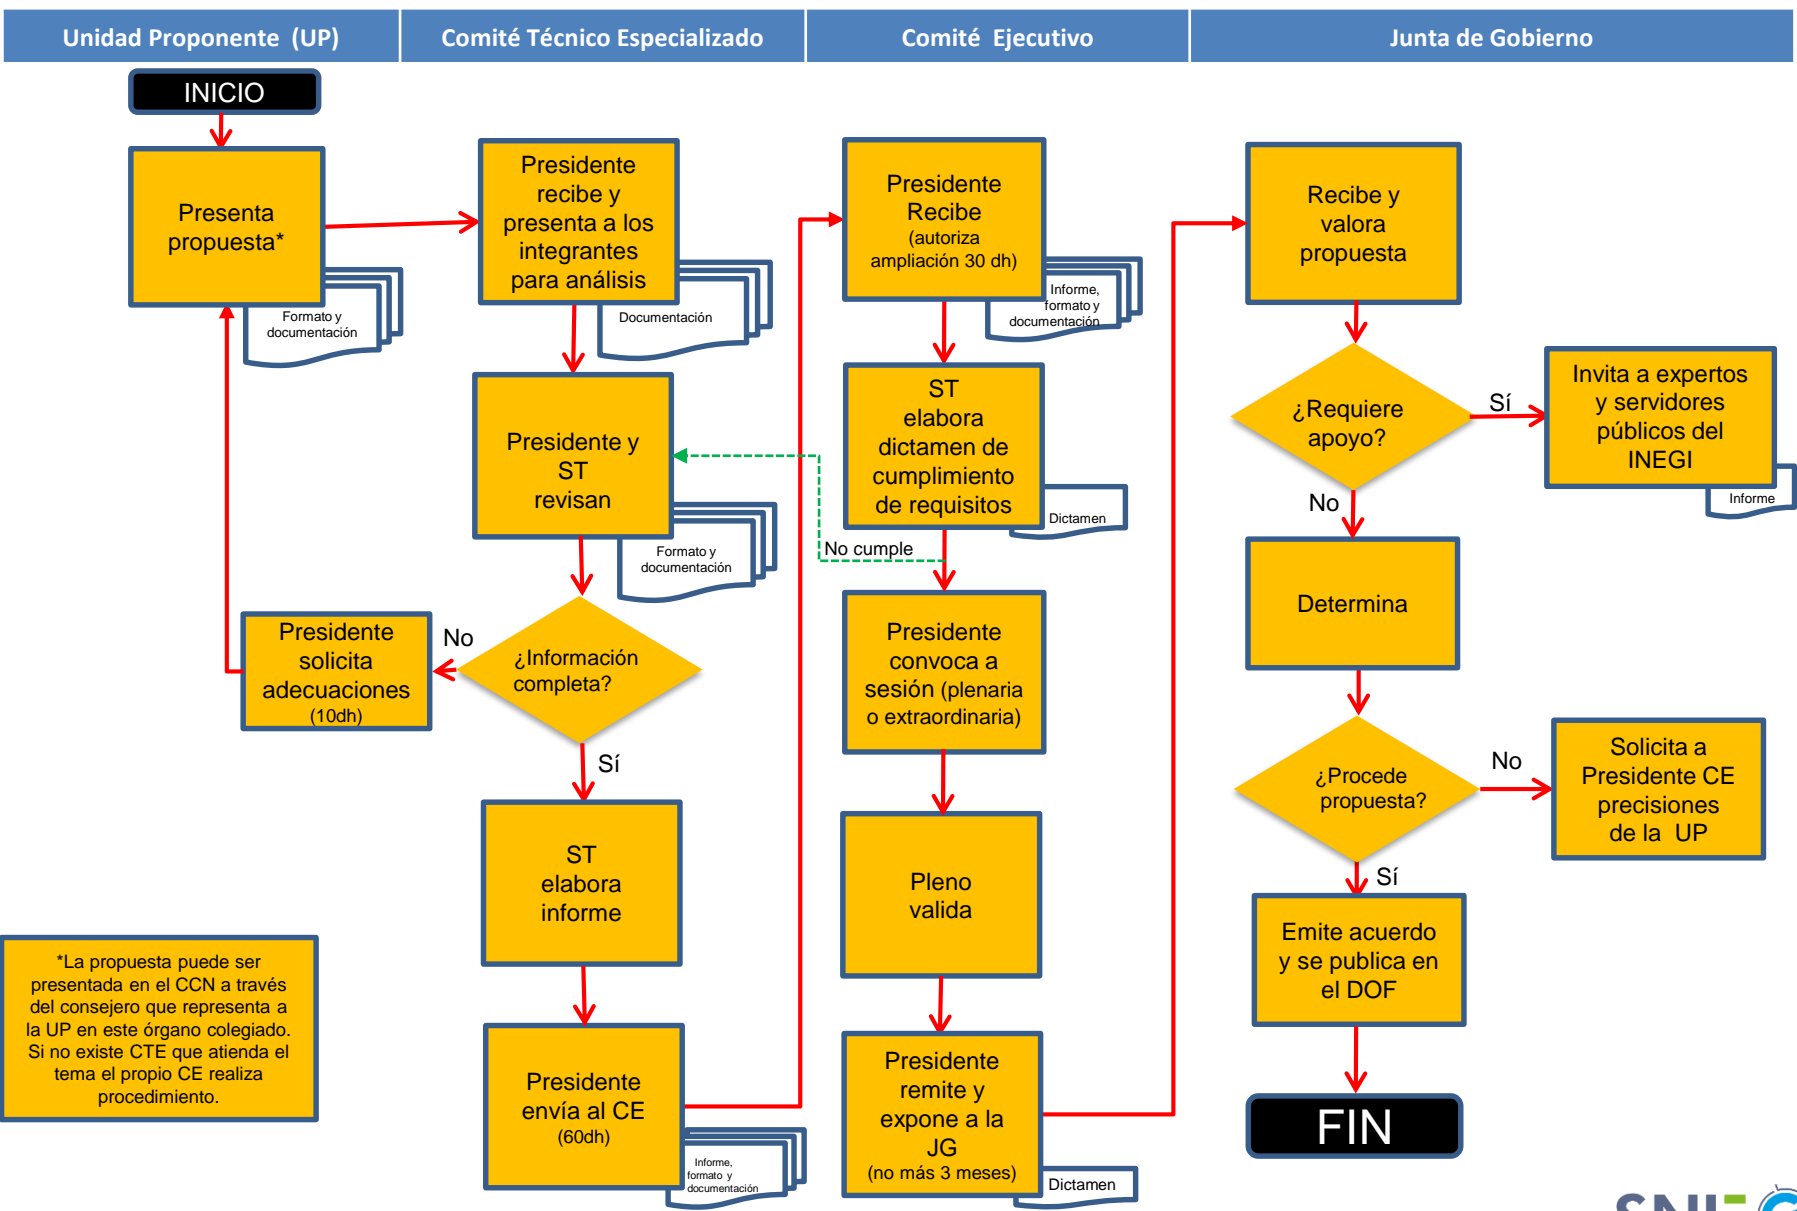 Unidad Proponente (UP)
Comité Técnico Especializado
Comité Ejecutivo
Junta de Gobierno
INICIO
Presenta
propuesta*
Formato y
documentación
Presidente
solicita
adecuaciones
(10dh)
*La propuesta puede ser
presentada en el CCN a través
del consejero que representa a
la UP en este órgano colegiado.
Si no existe CTE que atienda el
tema el propio CE realiza
procedimiento.
Presidente
recibe y
presenta a los
integrantes
para análisis
Documentación
Presidente y
ST
revisan
Formato y
documentación
¿Información
completa?
No
Sí
ST
elabora
informe
Presidente
envía al CE
(60dh)
Informe,
formato y
documentación
Presidente
Recibe
(autoriza
ampliación 30 dh)
Informe,
formato y
documentación
ST
elabora
dictamen de
cumplimiento
de requisitos
Dictamen
No cumple
Presidente
convoca a
sesión (plenaria
o extraordinaria)
Pleno
valida
Presidente
remite y
expone a la
JG
(no más 3 meses)
Dictamen
Recibe y
valora
propuesta
¿Requiere
apoyo?
Sí
Invita a expertos
y servidores
públicos del
INEGI
Informe
No
Determina
¿Procede
propuesta?
No
Solicita a
Presidente CE
precisiones
de la UP
Sí
Emite acuerdo
y se publica en
el DOF
FIN